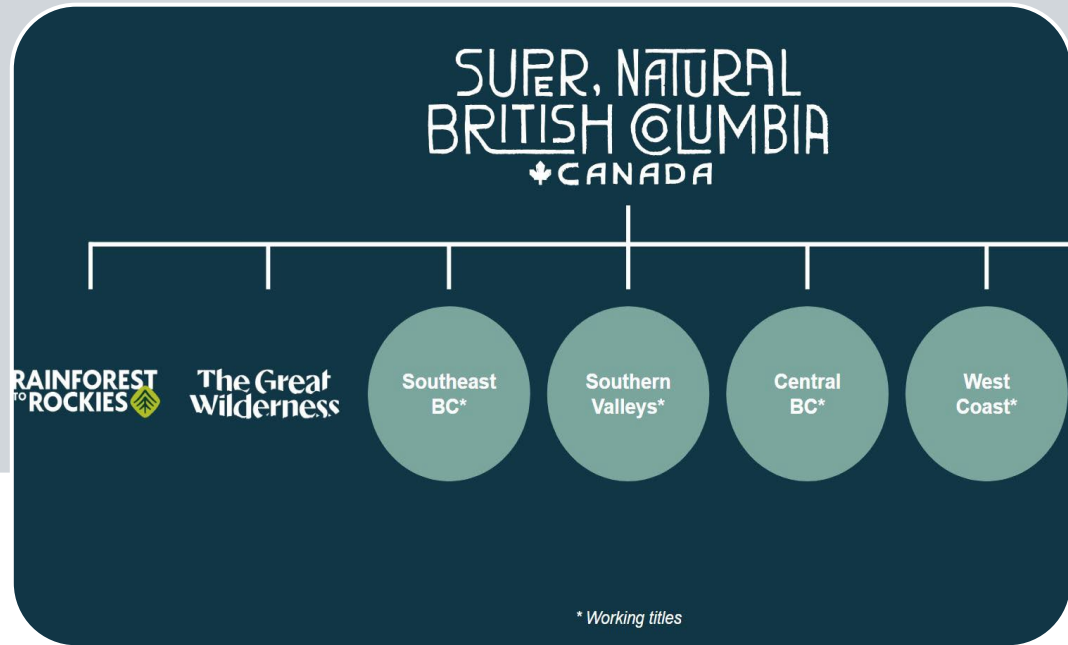 SUPER, NATURAL
BRITISH COLUMBIA
CANADA
RAINFOREST
TO ROCKIES
The Great
Wilderness
Southeast
BC*
Southern
Valleys*
Central
BC*
West
Coast*
* Working titles